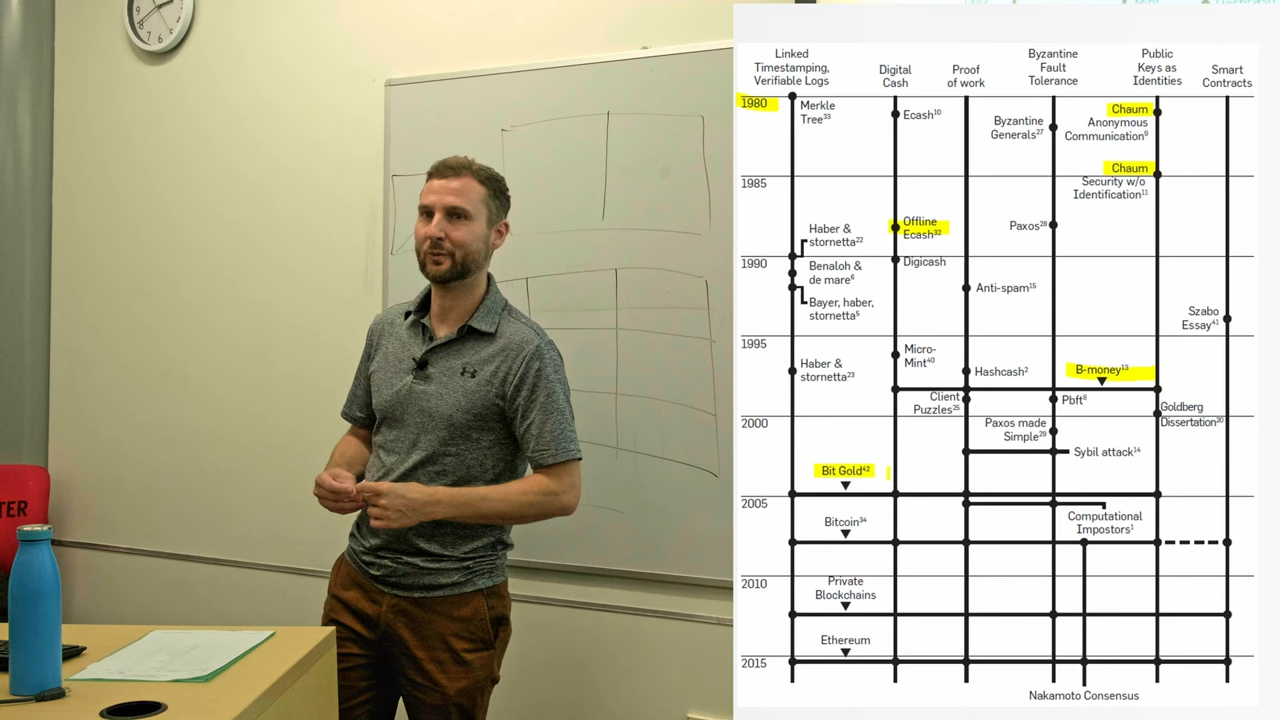 Linked
Timestamping,
Verifiable Logs
Digital
Cash
Proof
of work
Byzantine
Fault
Tolerance
Public
Keys as
Identities
Smart
Contracts
1980
Merkle
Tree33
Ecash10
Byzantine
Generals27
Chaum
Anonymous
Communication9
Chaum
Security w/o
Identification11
1985
Offline
Ecash32
Paxos28
Haber &
stornetta22
1990
Digicash
Benaloh &
de mare6
Anti-spam15
Bayer, haber,
stornetta5
Szabo
Essay41
1995
Micro-
Mint40
Haber &
stornetta23
Hashcash2
B-money13
Client
Puzzles25
Pbft8
Goldberg
Dissertation20
2000
Paxos made
Simple29
Sybil attack14
Bit Gold42
2005
Bitcoin34
Computational
Impostors1
2010
Private
Blockchains
Ethereum
2015
Nakamoto Consensus
TER